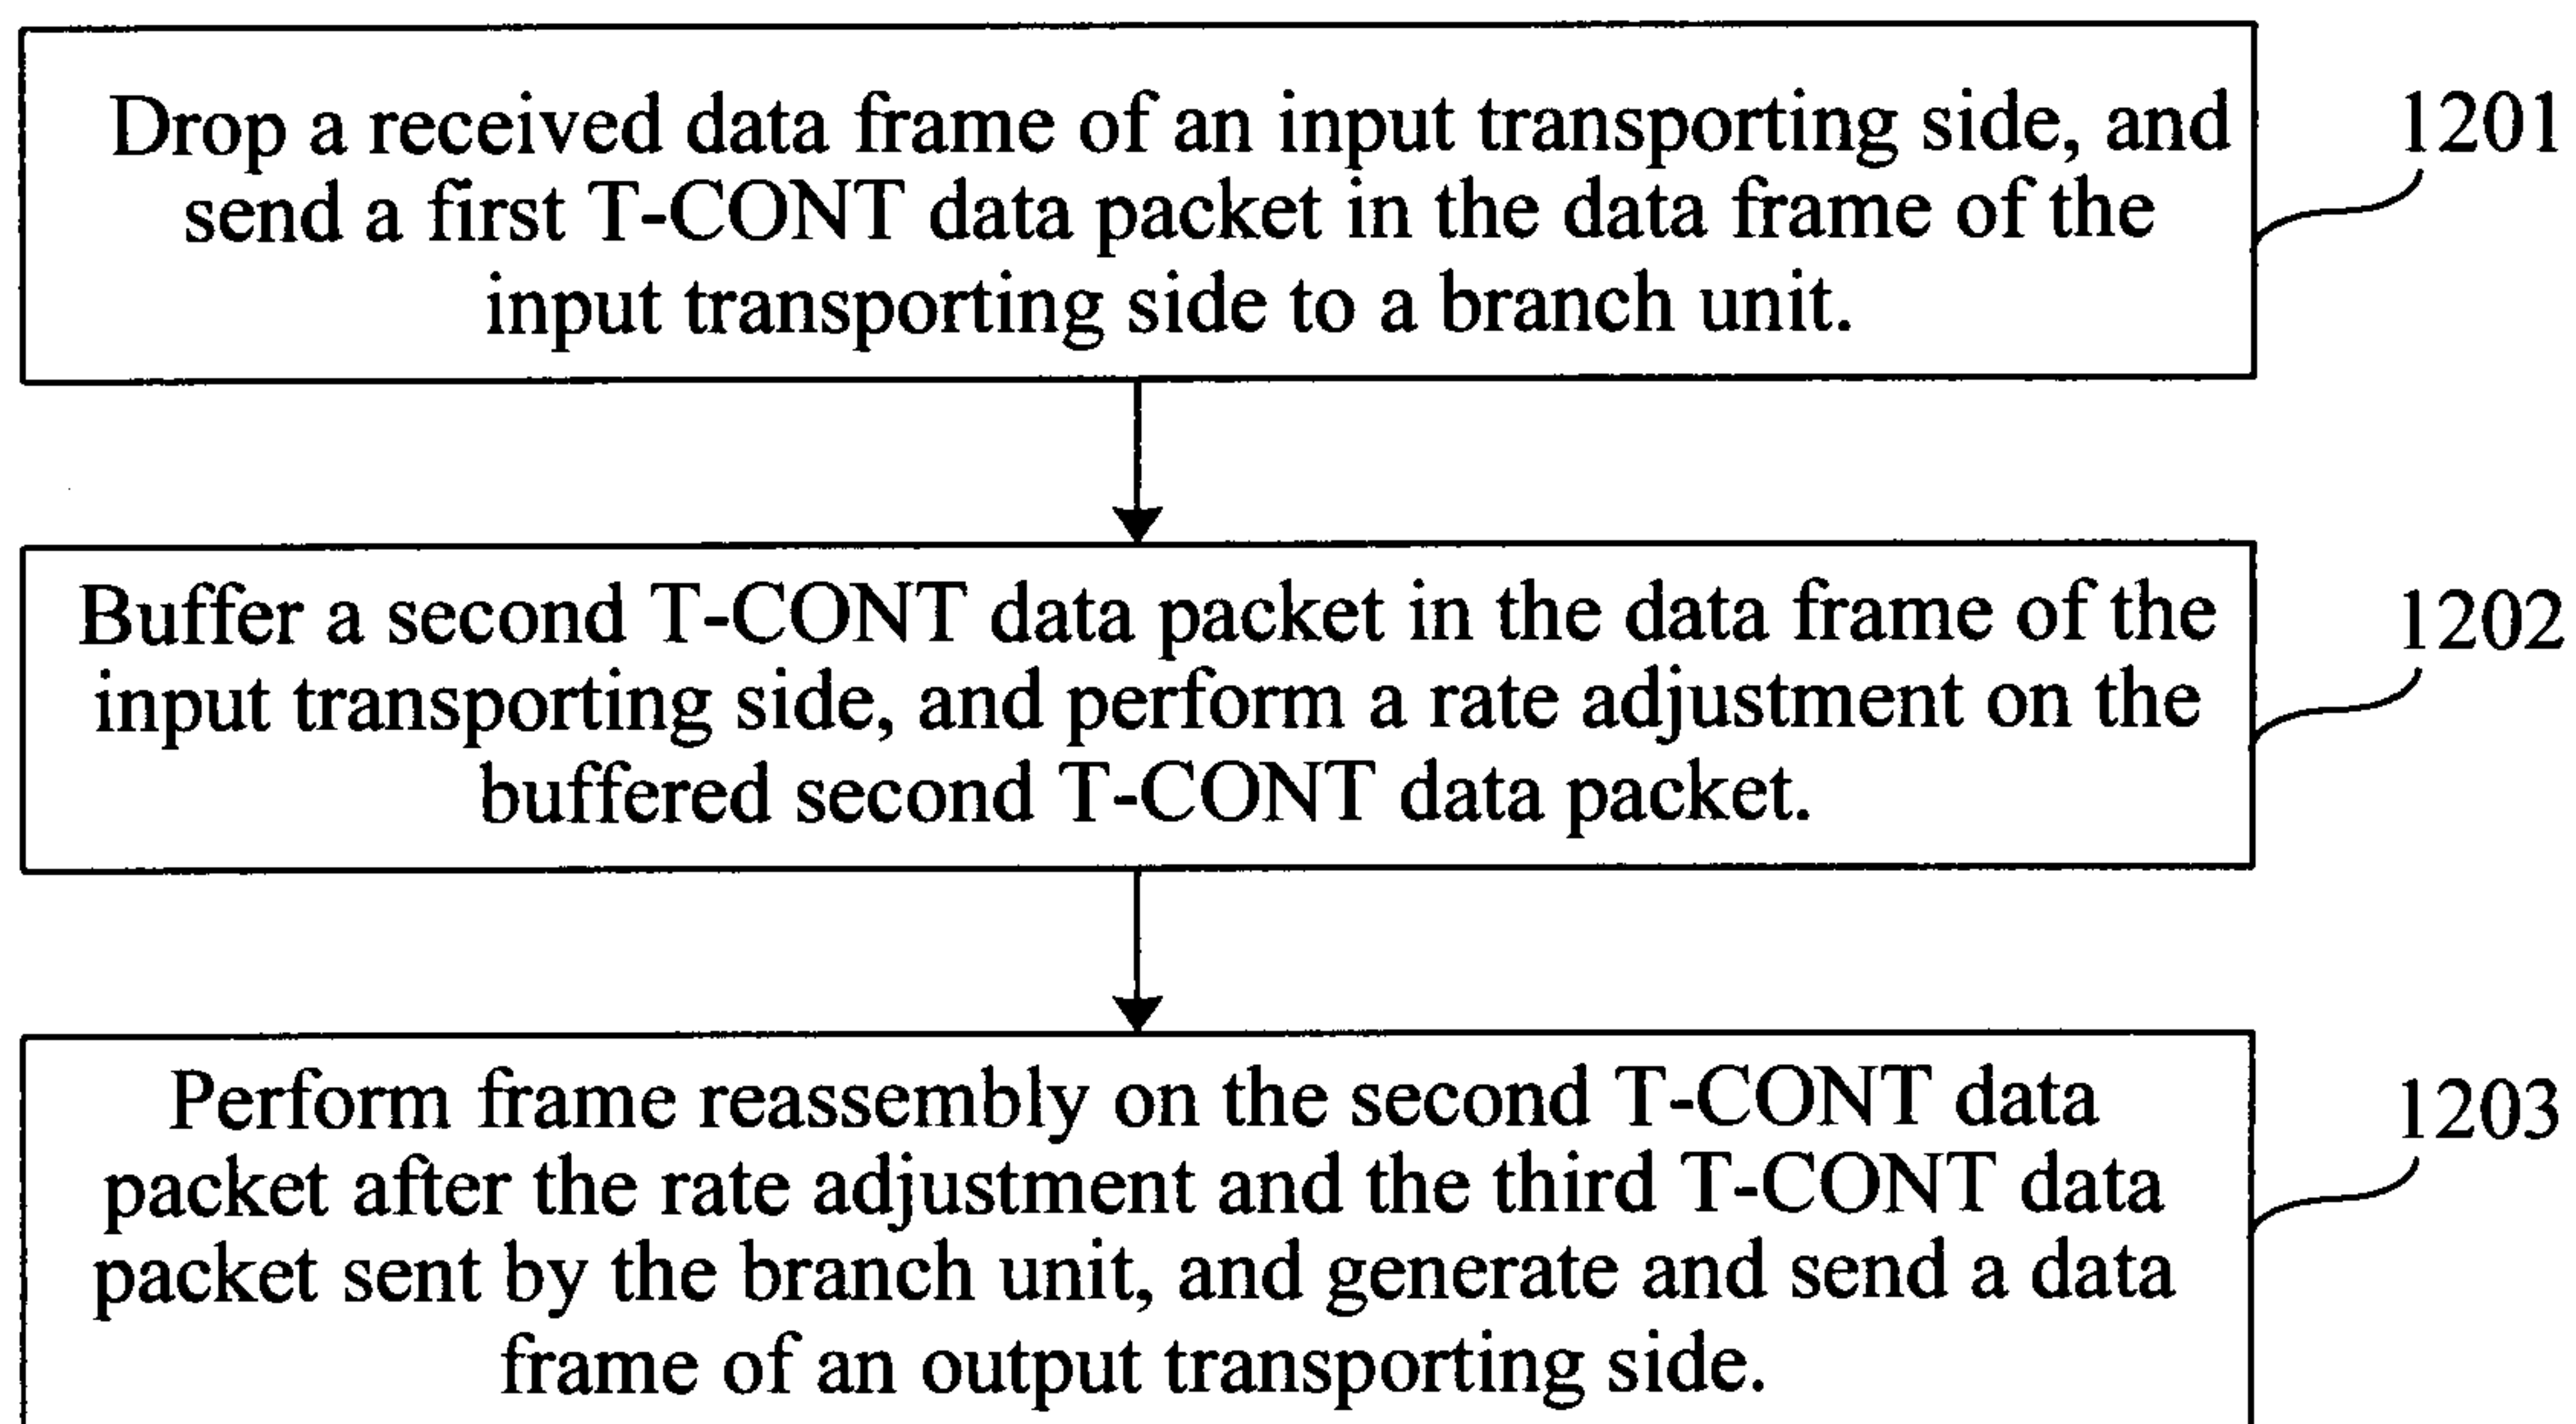 Drop a received data frame of an input transporting side, and
send a first T-CONT data packet in the data frame of the
input transporting side to a branch unit.
1201
Buffer a second T-CONT data packet in the data frame of the
input transporting side, and perform a rate adjustment on the
buffered second T-CONT data packet.
1202
Perform frame reassembly on the second T-CONT data
packet after the rate adjustment and the third T-CONT data
packet sent by the branch unit, and generate and send a data
frame of an output transporting side.
1203